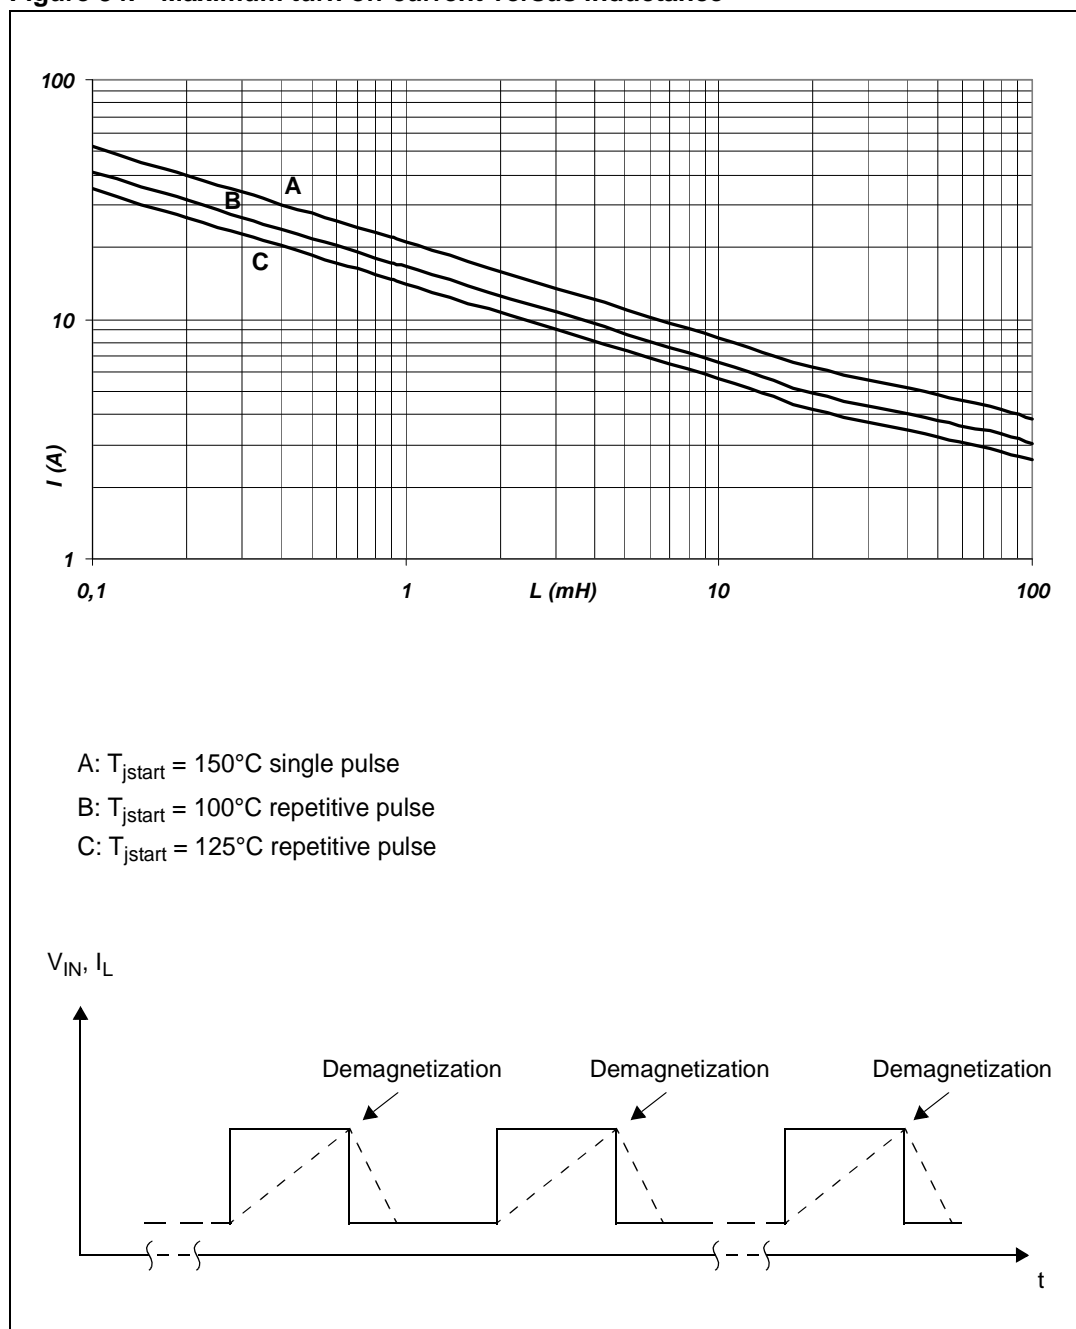 100
A
B
C
10
I (A)
1
0,1 1 L (mH) 10 100
A: Tjstart = 150°C single pulse
B: Tjstart = 100°C repetitive pulse
C: Tjstart = 125°C repetitive pulse
VIN, IL
Demagnetization Demagnetization Demagnetization
t